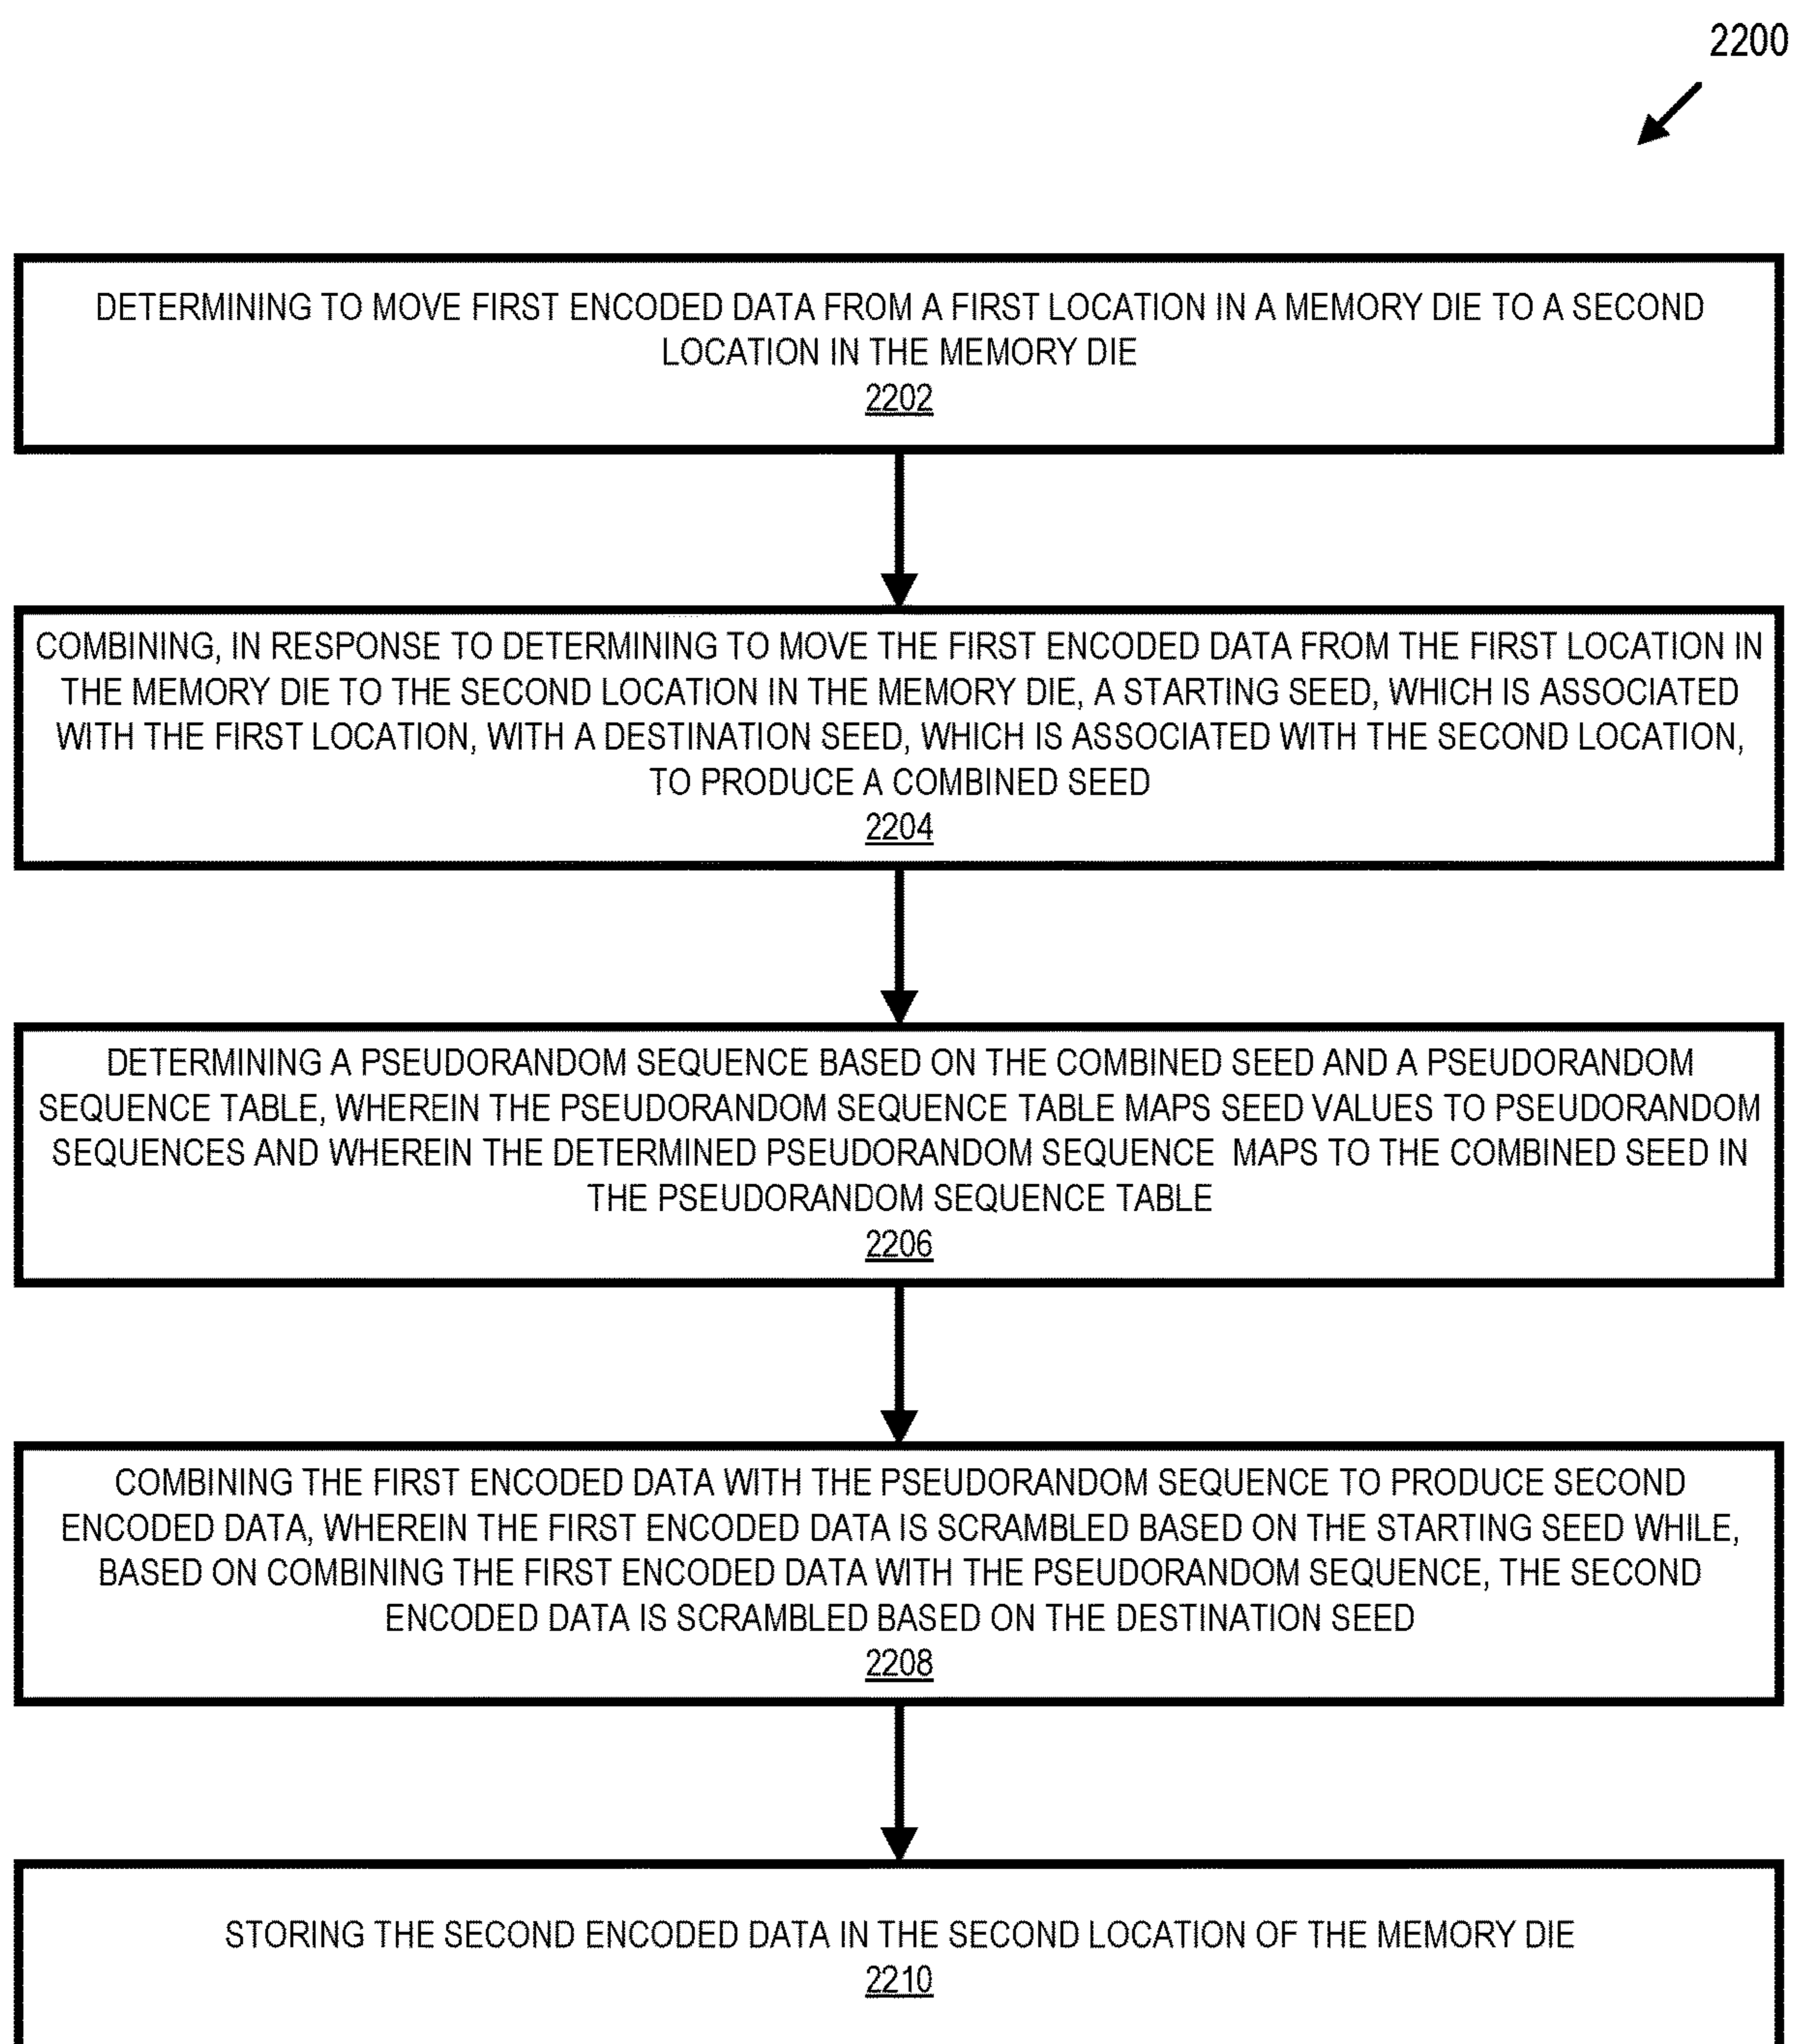 2200
DETERMINING TO MOVE FIRST ENCODED DATA FROM A FIRST LOCATION IN A MEMORY DIE TO A SECOND
LOCATION IN THE MEMORY DIE
2202
COMBINING, IN RESPONSE TO DETERMINING TO MOVE THE FIRST ENCODED DATA FROM THE FIRST LOCATION IN
THE MEMORY DIE TO THE SECOND LOCATION IN THE MEMORY DIE, A STARTING SEED, WHICH IS ASSOCIATED
WITH THE FIRST LOCATION, WITH A DESTINATION SEED, WHICH IS ASSOCIATED WITH THE SECOND LOCATION,
TO PRODUCE A COMBINED SEED
2204
DETERMINING A PSEUDORANDOM SEQUENCE BASED ON THE COMBINED SEED AND A PSEUDORANDOM
SEQUENCE TABLE, WHEREIN THE PSEUDORANDOM SEQUENCE TABLE MAPS SEED VALUES TO PSEUDORANDOM
SEQUENCES AND WHEREIN THE DETERMINED PSEUDORANDOM SEQUENCE MAPS TO THE COMBINED SEED IN
THE PSEUDORANDOM SEQUENCE TABLE
2206
COMBINING THE FIRST ENCODED DATA WITH THE PSEUDORANDOM SEQUENCE TO PRODUCE SECOND
ENCODED DATA, WHEREIN THE FIRST ENCODED DATA IS SCRAMBLED BASED ON THE STARTING SEED WHILE,
BASED ON COMBINING THE FIRST ENCODED DATA WITH THE PSEUDORANDOM SEQUENCE, THE SECOND
ENCODED DATA IS SCRAMBLED BASED ON THE DESTINATION SEED
2208
STORING THE SECOND ENCODED DATA IN THE SECOND LOCATION OF THE MEMORY DIE
2210